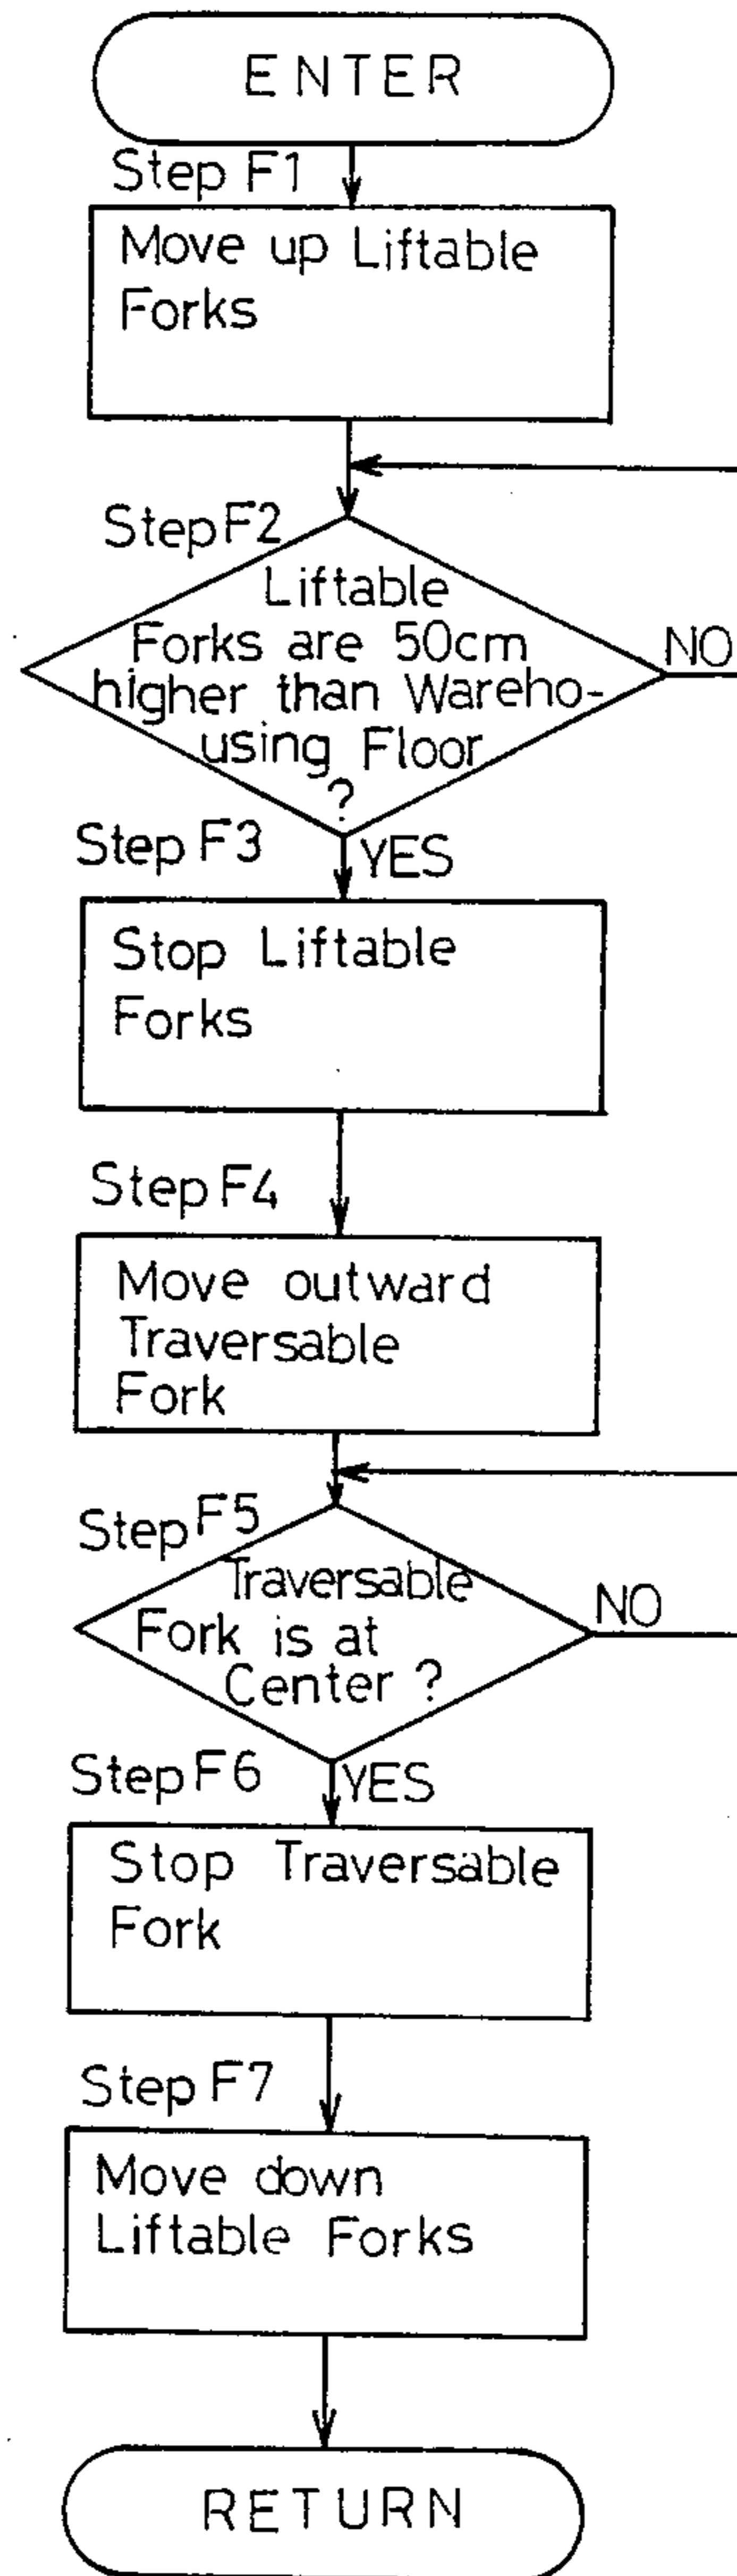 ENTER
Step F1
Move up Liftable
Forks
Step F2
Liftable
Forks are 50cm
higher than Wareho-
using Floor
?
NO
Step F3
YES
Stop Liftable
Forks
Step F4
Move outward
Traversable
Fork
Step F5
Traversable
Fork is at
Center ?
NO
Step F6
YES
Stop Traversable
Fork
Step F7
Move down
Liftable Forks
RETURN